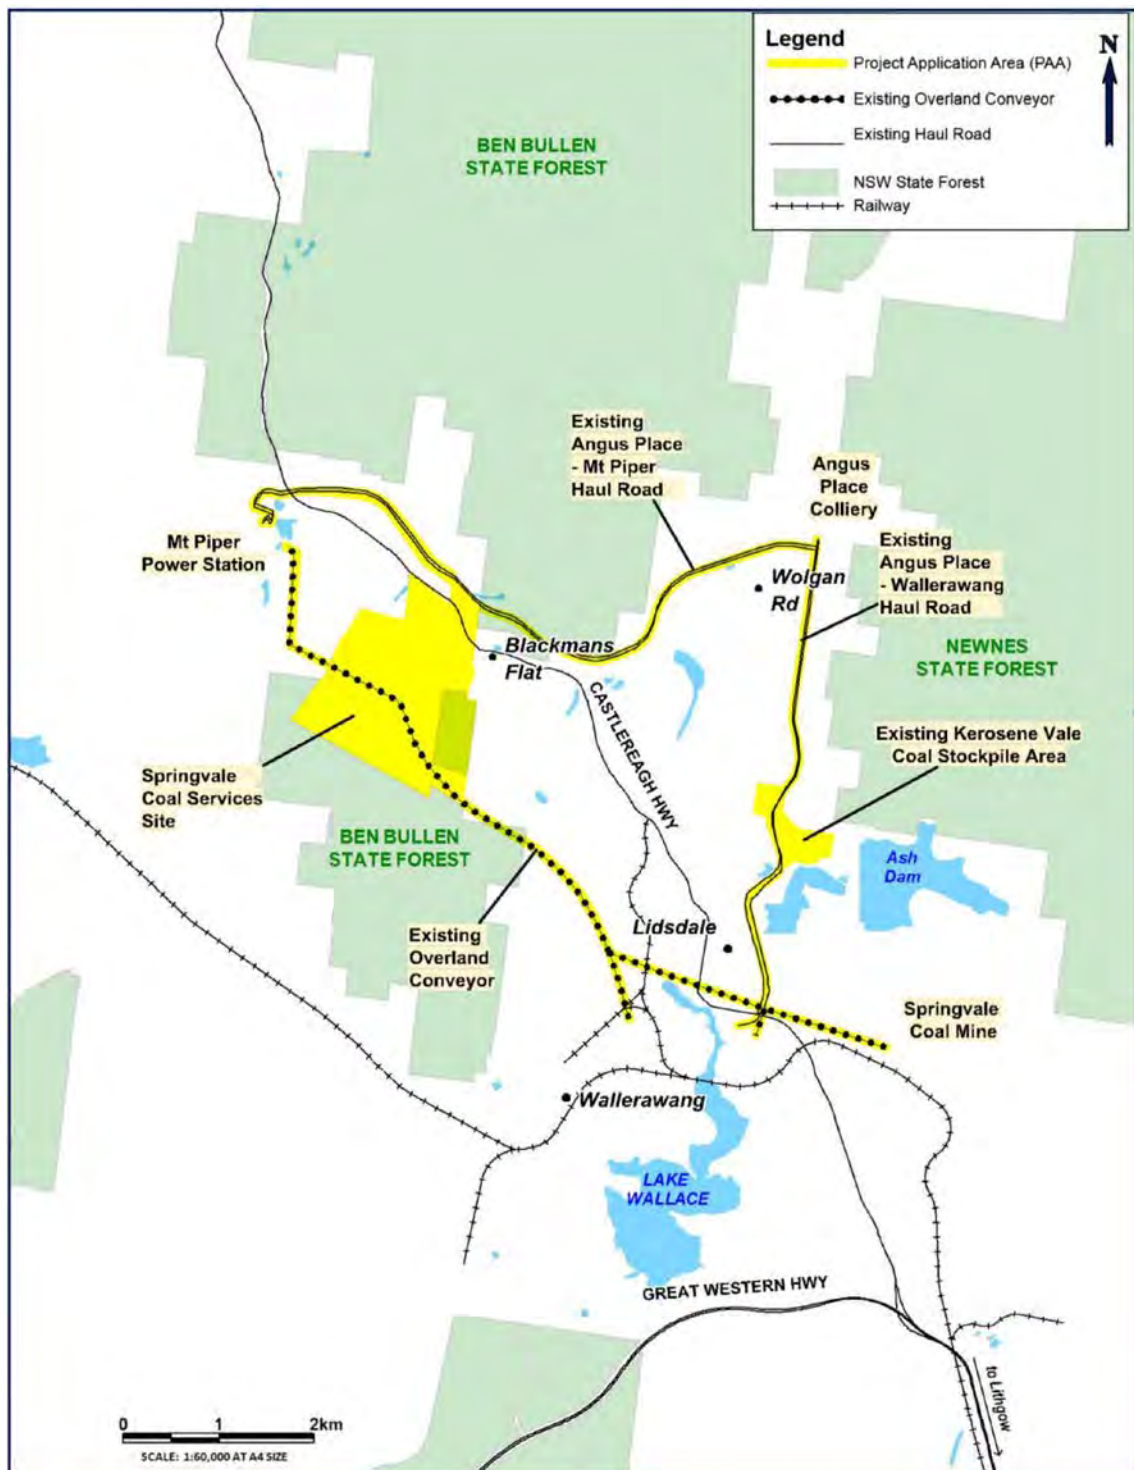 Legend
N
Project Application Area (PAA)
Existing Overland Conveyor
Existing Haul Road
NSW State Forest
Railway
BEN BULLEN
STATE FOREST
Existing
Angus Place
- Mt Piper
Haul Road
Angus
Place
Colliery
Existing
Angus Place
- Wallerawang
Haul Road
Mt Piper
Power Station
Wolgan
Rd
Blackmans
Flat
NEWNES
STATE FOREST
CASTLEREAGH HWY
Existing Kerosene Vale
Coal Stockpile Area
Springvale
Coal Services
Site
BEN BULLEN
STATE FOREST
Ash
Dam
Existing
Overland
Conveyor
Lidsdale
Springvale
Coal Mine
Wallerawang
LAKE
WALLACE
GREAT WESTERN HWY
to Lithgow
0 1 2km
SCALE: 1:60,000 AT A4 SIZE